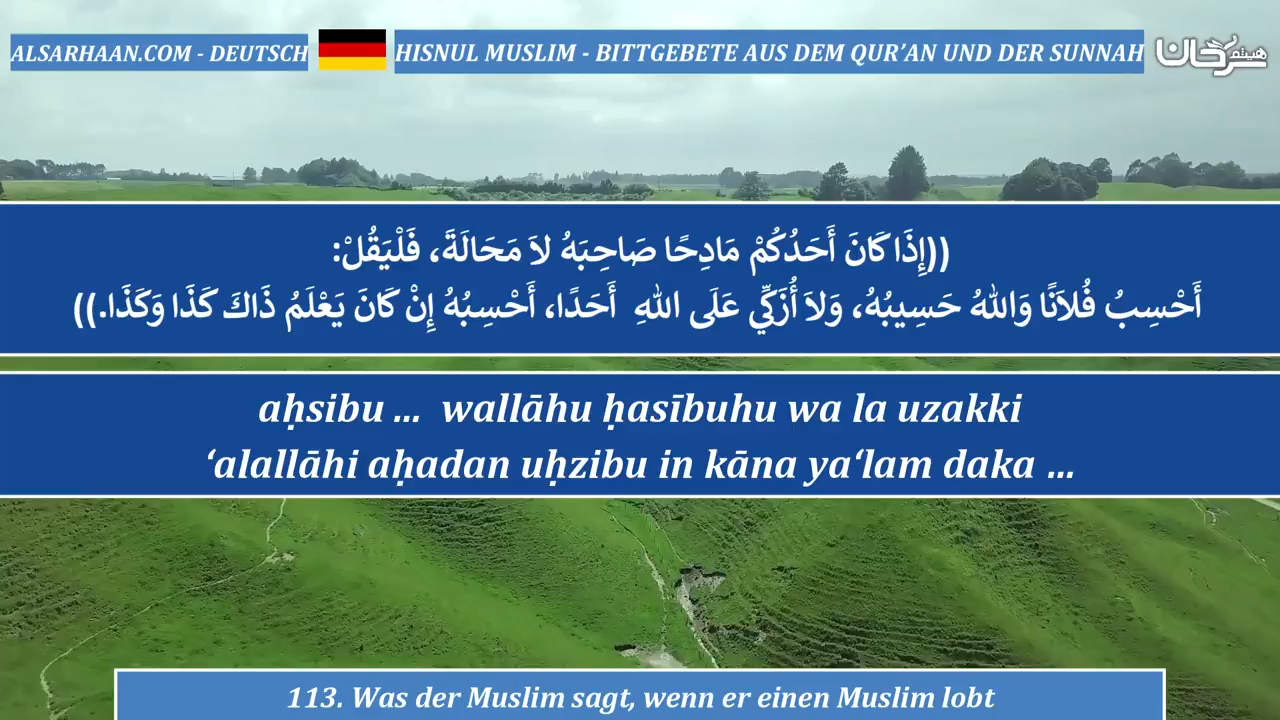 ALSARHAAN.COM - DEUTSCH
HISNUL MUSLIM - BITTGEBETE AUS DEM QUR’AN UND DER SUNNAH
هيثم سرحان
((إِذَا كَانَ أَحَدُكُمْ مَادِحًا صَاحِبَهُ لاَ مَحَالَةَ، فَلْيَقُلْ:
أَحْسِبُ فُلاَنًا وَاللهُ حَسِيبُهُ، وَلاَ أُزَكِّي عَلَى اللهِ أَحَدًا، أَحْسِبُهُ إِنْ كَانَ يَعْلَمُ ذَاكَ كَذَا وَكَذَا.))
aḥsibu ... wallāhu ḥasībuhu wa la uzakki
‘alallāhi aḥadan uḥzibu in kāna ya‘lam daka ...
113. Was der Muslim sagt, wenn er einen Muslim lobt